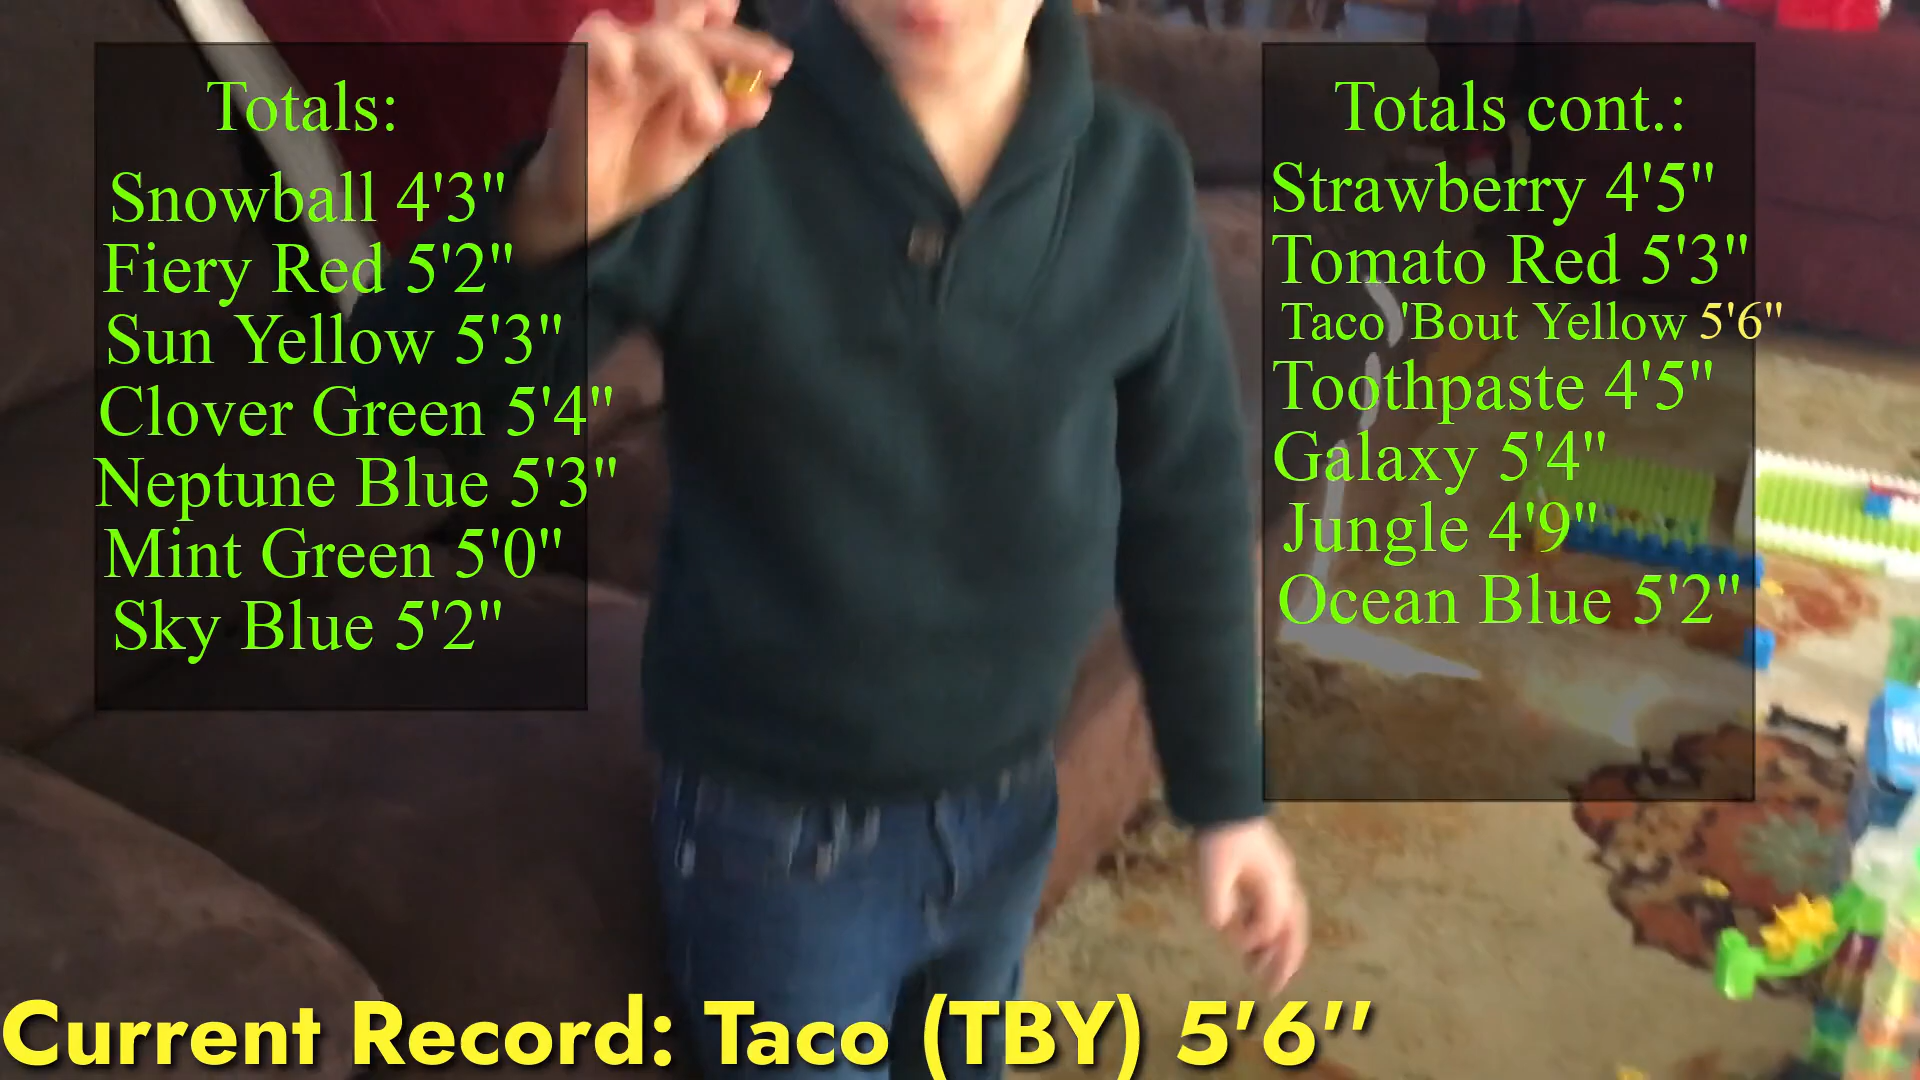 Totals:
Snowball 4'3"
Fiery Red 5'2"
Sun Yellow 5'3"
Clover Green 5'4"
Neptune Blue 5'3"
Mint Green 5'0"
Sky Blue 5'2"
Totals cont.:
Strawberry 4'5"
Tomato Red 5'3"
Taco 'Bout Yellow 5'6"
Toothpaste 4'5"
Galaxy 5'4"
Jungle 4'9"
Ocean Blue 5'2"
Current Record: Taco (TBY) 5'6''